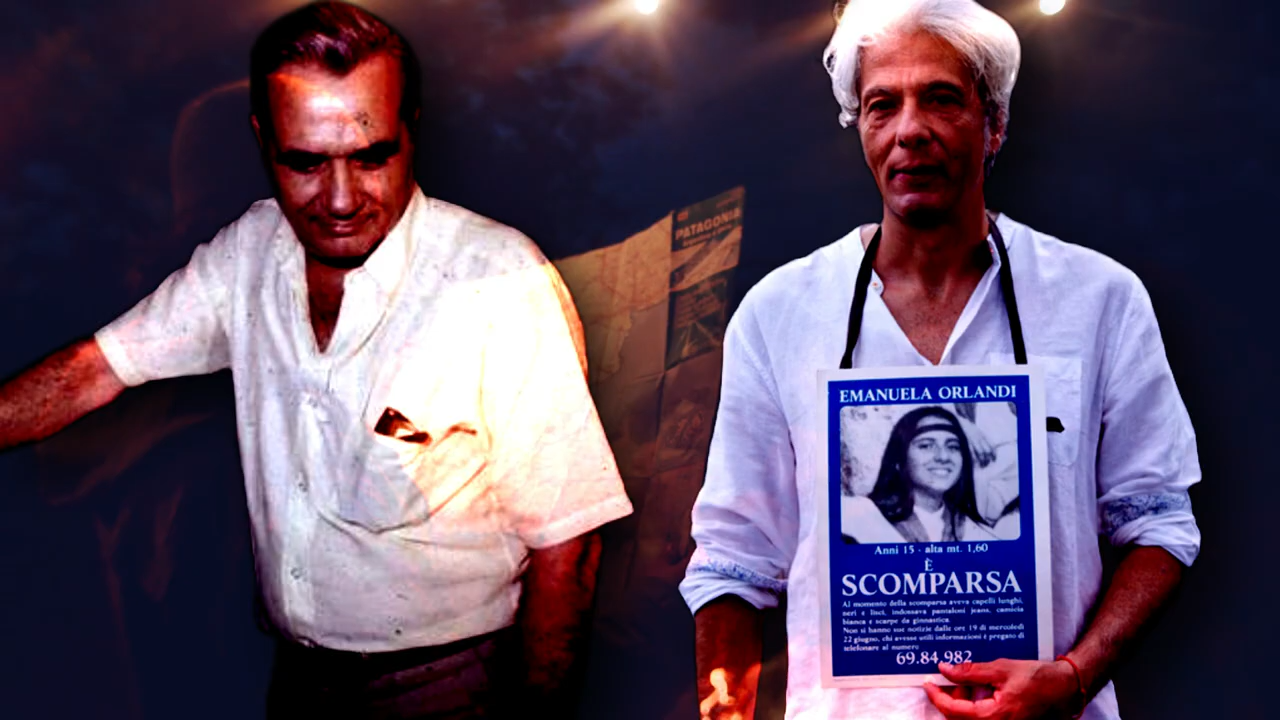 PATAGONIA
EMANUELA ORLANDI
Anni 15 - alta mt. 1,60
È
SCOMPARSA
Al momento della scomparsa aveva capelli lunghi,
neri e lisci, indossava pantaloni jeans, camicia
bianca e scarpe da ginnastica.
Non si hanno sue notizie dalle ore 19 di mercoledì
22 giugno, chi avesse utili informazioni è pregato di
telefonare al numero
69.84.982